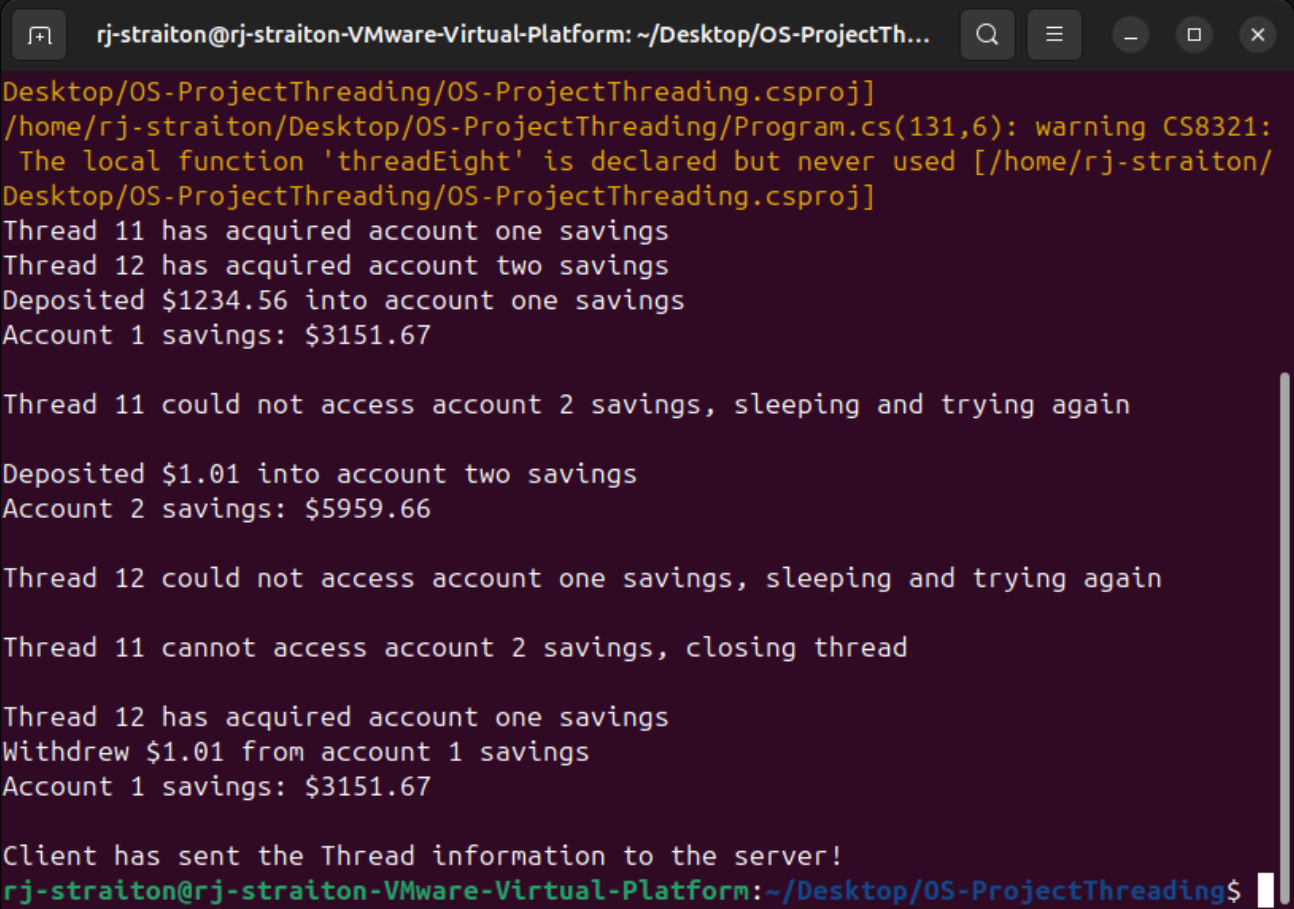 rj-straiton@rj-straiton-VMware-Virtual-Platform: ~/Desktop/OS-ProjectTh...
Desktop/OS-ProjectThreading/OS-ProjectThreading.csproj]
/home/rj-straiton/Desktop/OS-ProjectThreading/Program.cs(131,6): warning CS8321:
 The local function 'threadEight' is declared but never used [/home/rj-straiton/
Desktop/OS-ProjectThreading/OS-ProjectThreading.csproj]
Thread 11 has acquired account one savings
Thread 12 has acquired account two savings
Deposited $1234.56 into account one savings
Account 1 savings: $3151.67
Thread 11 could not access account 2 savings, sleeping and trying again
Deposited $1.01 into account two savings
Account 2 savings: $5959.66
Thread 12 could not access account one savings, sleeping and trying again
Thread 11 cannot access account 2 savings, closing thread
Thread 12 has acquired account one savings
Withdrew $1.01 from account 1 savings
Account 1 savings: $3151.67
Client has sent the Thread information to the server!
rj-straiton@rj-straiton-VMware-Virtual-Platform:~/Desktop/OS-ProjectThreading$